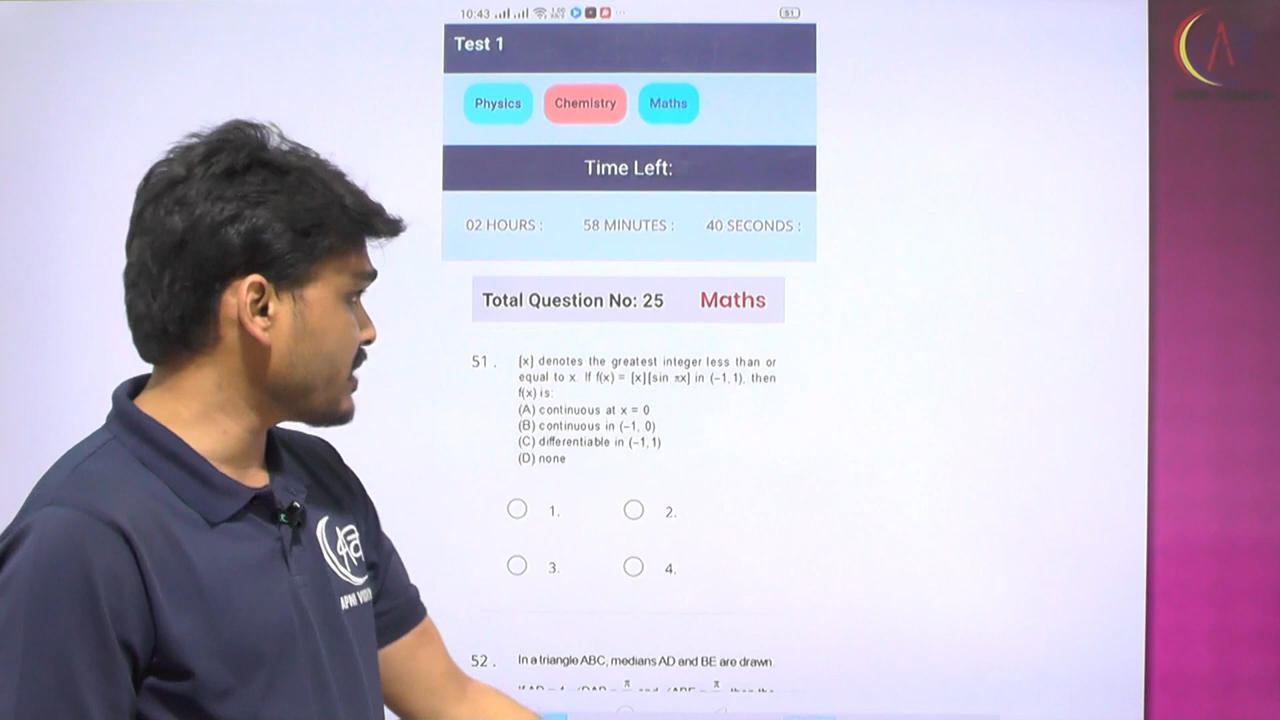 10:43
51
Test 1
Physics Chemistry Maths
Time Left:
02 HOURS : 58 MINUTES : 40 SECONDS :
Total Question No: 25 Maths
51. [x] denotes the greatest integer less than or
equal to x. If f(x) = [x][sin πx] in (−1,1), then
f(x) is:
(A) continuous at x = 0
(B) continuous in (−1, 0)
(C) differentiable in (−1,1)
(D) none
1. 2.
3. 4.
52. In a triangle ABC, medians AD and BE are drawn.